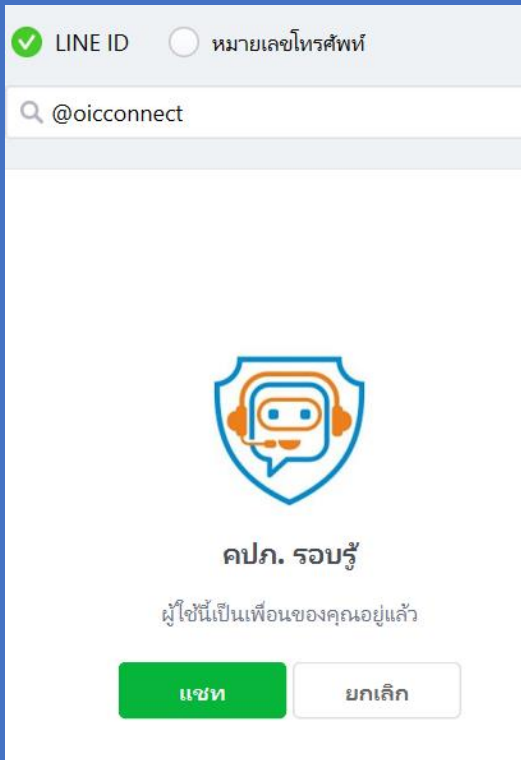 LINE ID หมายเลขโทรศัพท์
@oicconnect
คปภ. รอบรู้
ผู้ใช้นี้เป็นเพื่อนของคุณอยู่แล้ว
แชท ยกเลิก